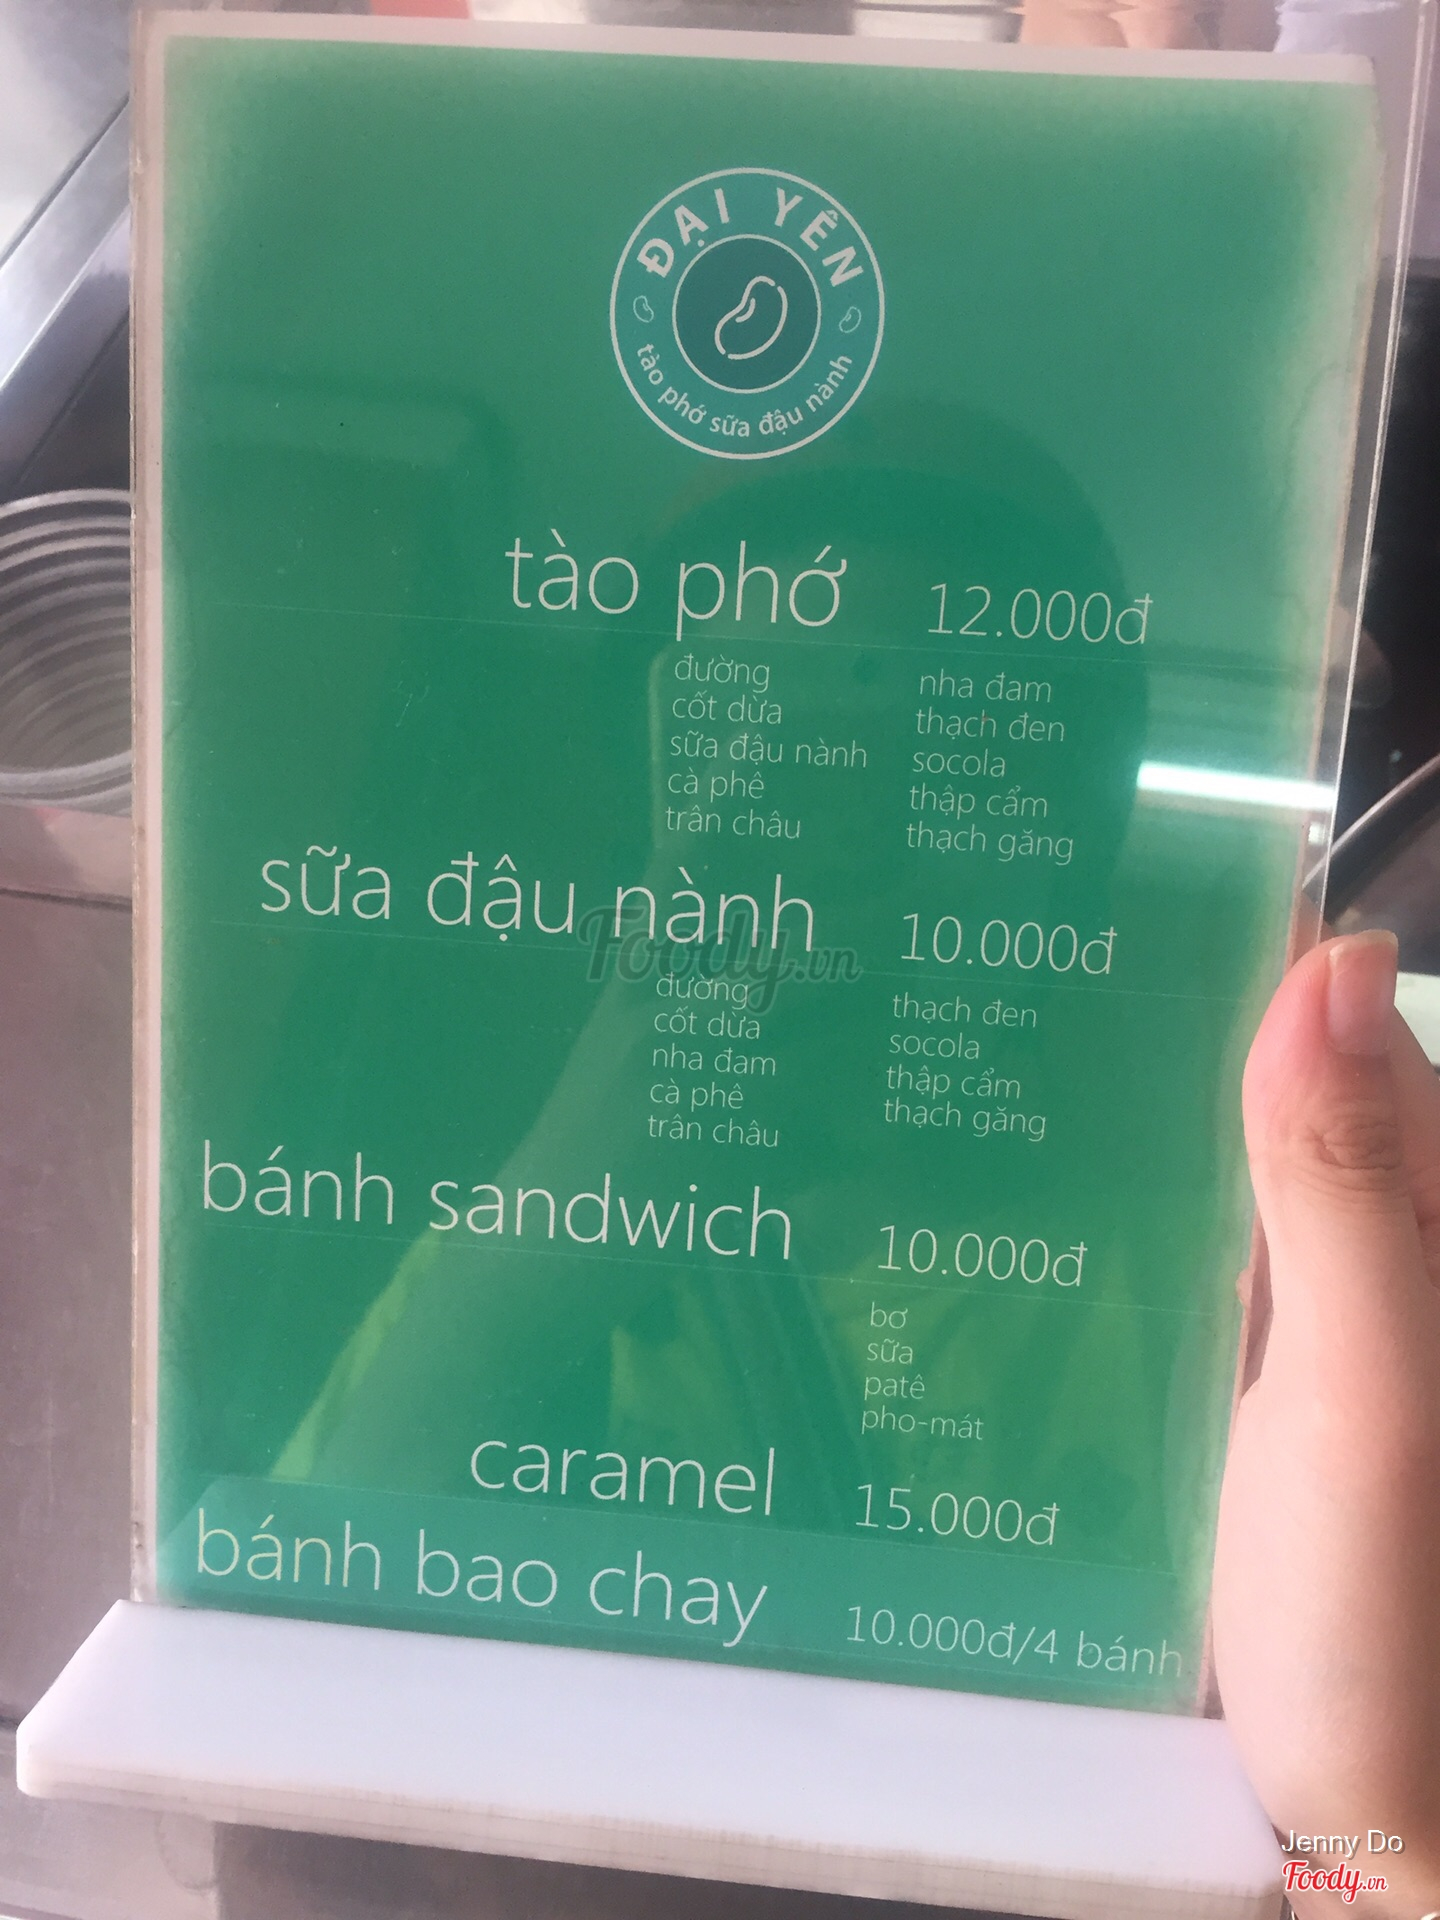 ĐẠI YÊN
tào phớ sữa đậu nành
tào phớ 12.000đ
đường nha đam
cốt dừa thạch đen
sữa đậu nành socola
cà phê thập cẩm
trân châu thạch găng
sữa đậu nành 10.000đ
Foody.vn
đường thạch đen
cốt dừa socola
nha đam thập cẩm
cà phê thạch găng
trân châu
bánh sandwich 10.000đ
bơ
sữa
patê
pho-mát
caramel 15.000đ
bánh bao chay 10.000đ/4 bánh
Jenny Do
Foody.vn